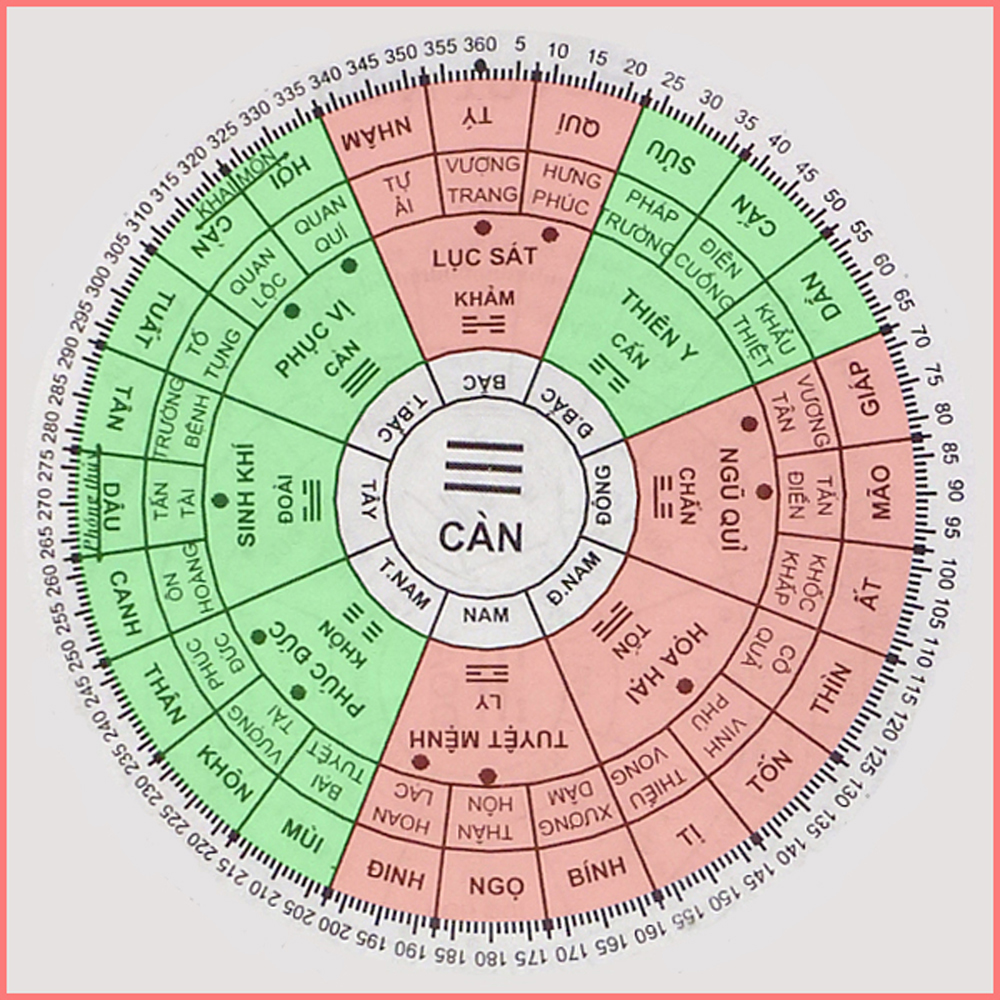 360
5
10
15
20
25
30
35
40
45
50
55
60
65
70
75
80
85
90
95
100
105
110
115
120
125
130
135
140
145
150
155
160
165
170
175
180
185
190
195
200
205
210
215
220
225
230
235
240
245
250
255
260
265
270
275
280
285
290
295
300
305
310
315
320
325
330
335
340
345
350
355
TÝ
QUÍ
SỬU
CẤN
DẦN
GIÁP
MÃO
ẤT
THÌN
TỐN
TỊ
BÍNH
NGỌ
ĐINH
MÙI
KHÔN
THÂN
CANH
DẬU
Phong thuỷ
TÂN
TUẤT
CÀN
KHAI MÔN
HỢI
NHÂM
VƯỢNG
TRANG
HƯNG
PHÚC
PHÁP
TRƯỜNG
ĐIÊN
CUỒNG
KHẨU
THIỆT
VƯƠNG
TÂN
TẤN
ĐIỀN
KHỐC
KHẤP
CÔ
QUẢ
VINH
PHÚ
THIẾU
VONG
XƯƠNG
DÂM
THÂN
HÔN
HOAN
LẠC
TUYỆT
BẠI
VƯỢNG
TÀI
PHÚC
ĐỨC
ÔN
HOÀNG
TẤN
TÀI
TRƯỜNG
BỆNH
TỐ
TỤNG
QUAN
LỘC
QUAN
QUÍ
TỰ
ẢI
LỤC SÁT
KHẢM
THIÊN Y
CẤN
NGŨ QUỈ
CHẤN
HỌA HẠI
TỐN
TUYỆT MỆNH
LY
PHÚC ĐỨC
KHÔN
SINH KHÍ
ĐOÀI
PHỤC VỊ
CÀN
BẮC
Đ.BẮC
ĐÔNG
Đ.NAM
NAM
T.NAM
TÂY
T.BẮC
CÀN